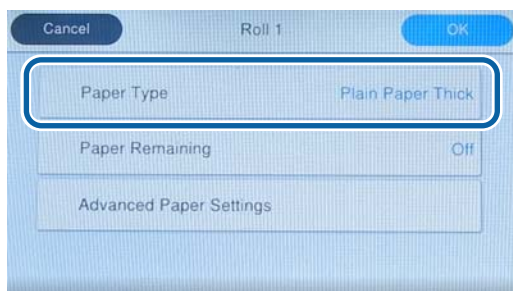 Cancel Roll 1 OK
Paper Type Plain Paper Thick
Paper Remaining Off
Advanced Paper Settings